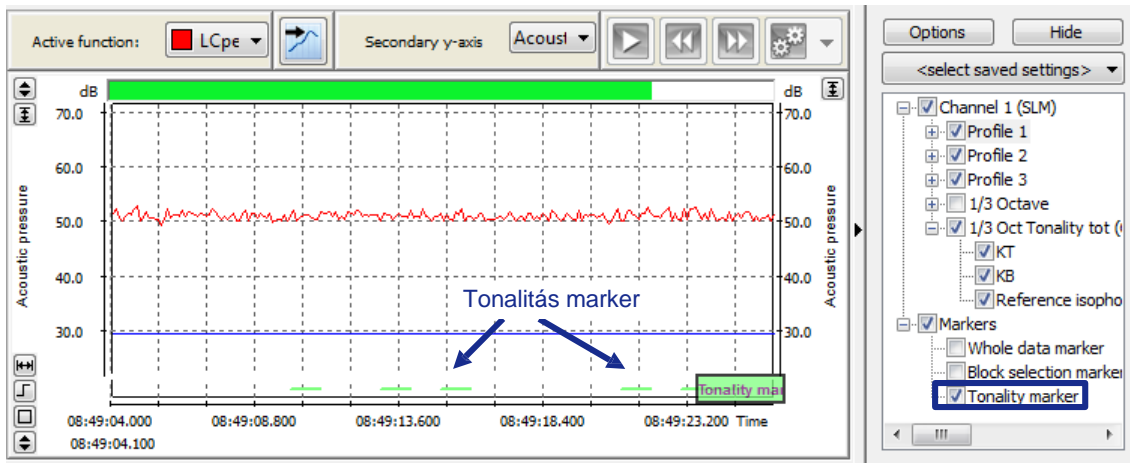 Active function:
LCpe
Secondary y-axis
Acoust
Options
Hide
<select saved settings>
dB
dB
70.0
70.0
60.0
60.0
50.0
50.0
40.0
40.0
30.0
30.0
Acoustic pressure
Acoustic pressure
Tonalitás marker
Tonality mar
08:49:04.000
08:49:08.800
08:49:13.600
08:49:18.400
08:49:23.200 Time
08:49:04.100
Channel 1 (SLM)
Profile 1
Profile 2
Profile 3
1/3 Octave
1/3 Oct Tonality tot (
KT
KB
Reference isopho
Markers
Whole data marker
Block selection marker
Tonality marker